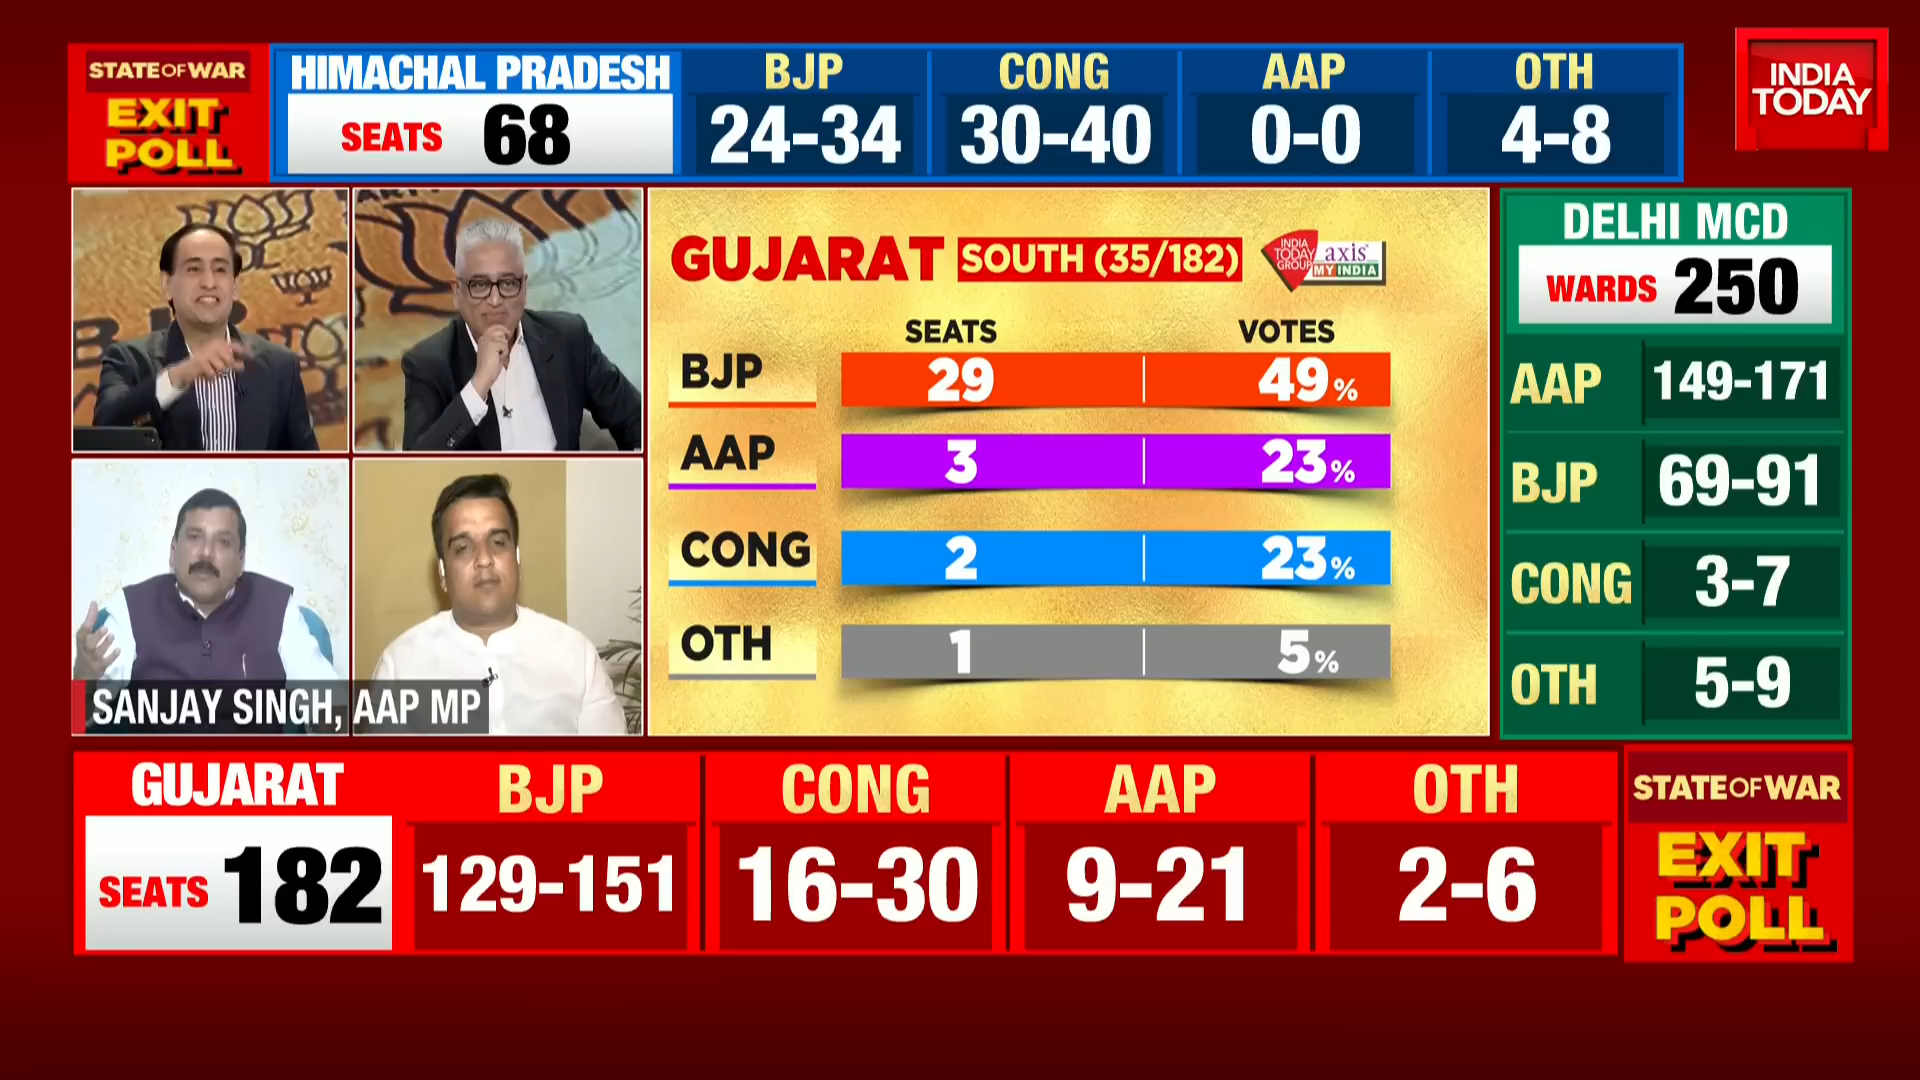 STATE OF WAR
EXIT
POLL
HIMACHAL PRADESH
SEATS 68
BJP
24-34
CONG
30-40
AAP
0-0
OTH
4-8
INDIA
TODAY
GUJARAT SOUTH (35/182)
INDIA
TODAY
GROUP
axis
MY INDIA
SEATS VOTES
BJP 29 49%
AAP 3 23%
CONG 2 23%
OTH 1 5%
SANJAY SINGH, AAP MP
DELHI MCD
WARDS 250
AAP 149-171
BJP 69-91
CONG 3-7
OTH 5-9
GUJARAT
SEATS 182
BJP
129-151
CONG
16-30
AAP
9-21
OTH
2-6
STATE OF WAR
EXIT
POLL